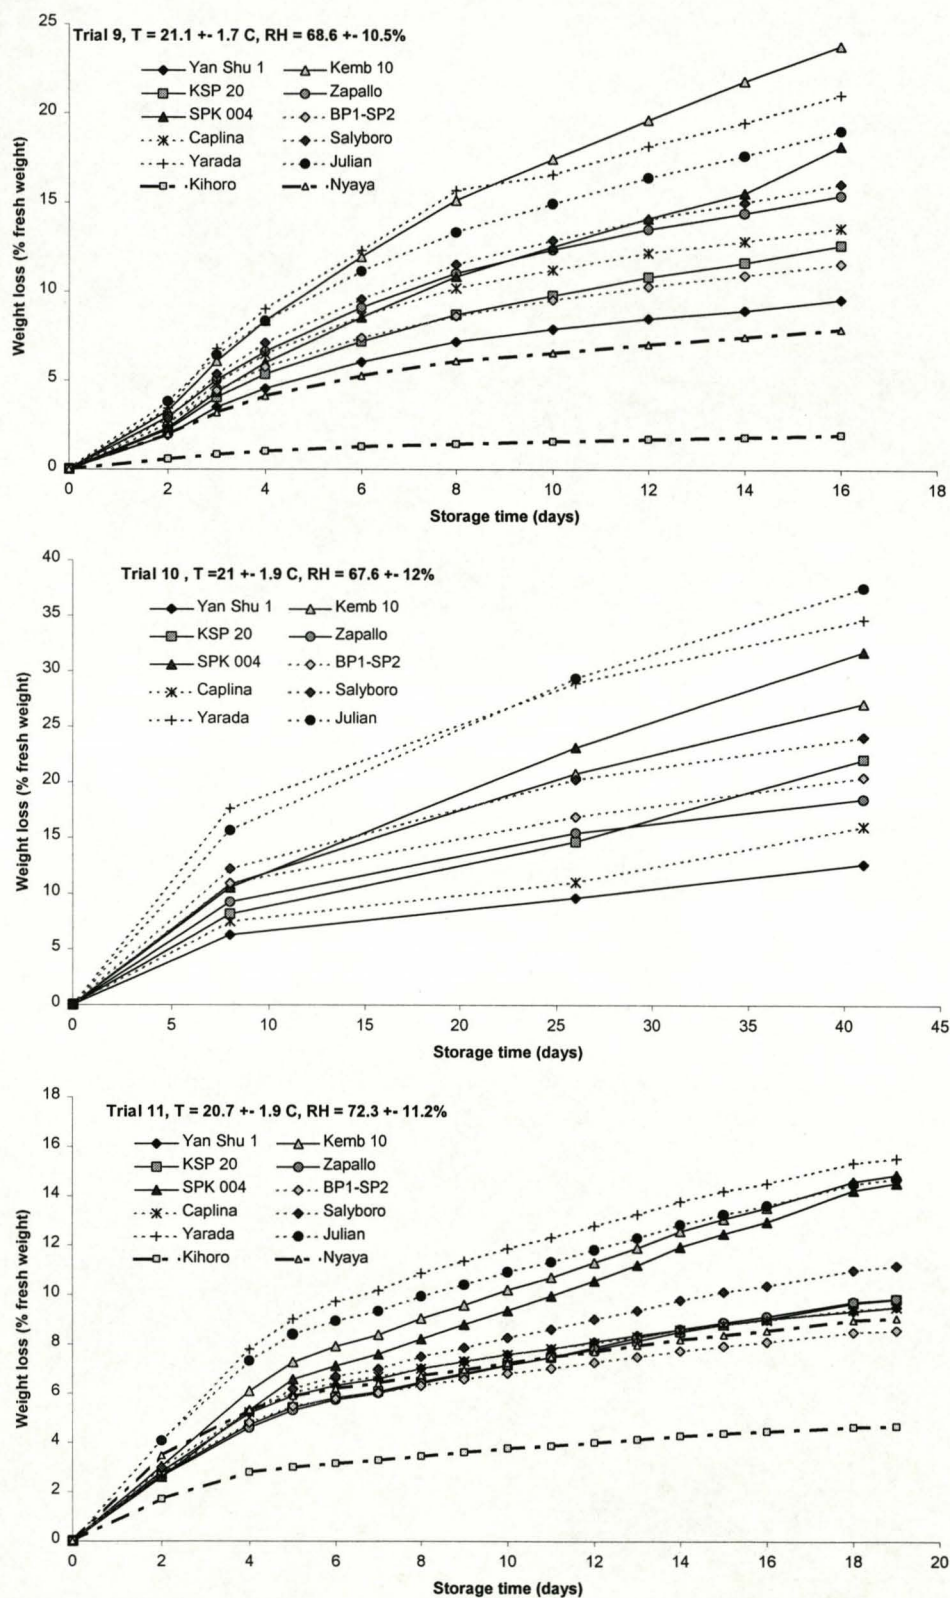 Trial 9, T = 21.1 +- 1.7 C, RH = 68.6 +- 10.5%
Yan Shu 1 Kemb 10
KSP 20 Zapallo
SPK 004 BP1-SP2
Caplina Salyboro
Yarada Julian
Kihoro Nyaya
Weight loss (% fresh weight)
25
20
15
10
5
0
0 2 4 6 8 10 12 14 16 18
Storage time (days)
Trial 10 , T =21 +- 1.9 C, RH = 67.6 +- 12%
Yan Shu 1 Kemb 10
KSP 20 Zapallo
SPK 004 BP1-SP2
Caplina Salyboro
Yarada Julian
Weight loss (% fresh weight)
40
35
30
25
20
15
10
5
0
0 5 10 15 20 25 30 35 40 45
Storage time (days)
Trial 11, T = 20.7 +- 1.9 C, RH = 72.3 +- 11.2%
Yan Shu 1 Kemb 10
KSP 20 Zapallo
SPK 004 BP1-SP2
Caplina Salyboro
Yarada Julian
Kihoro Nyaya
Weight loss (% fresh weight)
18
16
14
12
10
8
6
4
2
0
0 2 4 6 8 10 12 14 16 18 20
Storage time (days)